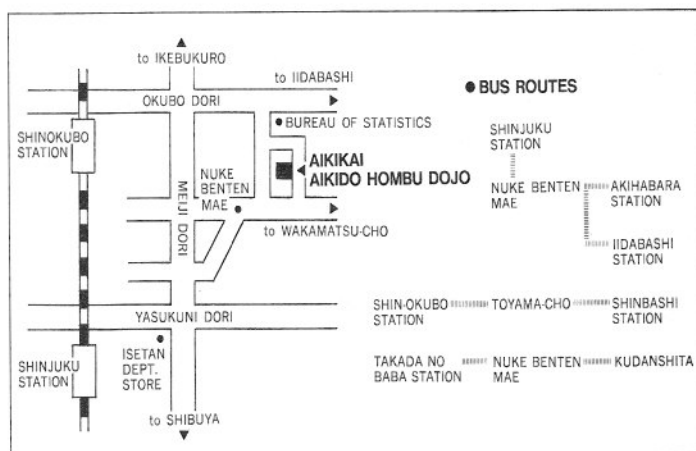 to IKEBUKURO
to IIDABASHI
OKUBO DORI
BUREAU OF STATISTICS
SHINOKUBO
STATION
AIKIKAI
AIKIDO HOMBU DOJO
NUKE
BENTEN
MAE
MEIJI DORI
to WAKAMATSU-CHO
YASUKUNI DORI
ISETAN
DEPT.
STORE
SHINJUKU
STATION
to SHIBUYA
● BUS ROUTES
SHINJUKU
STATION
NUKE BENTEN
MAE
AKIHABARA
STATION
IIDABASHI
STATION
SHIN-OKUBO
STATION
TOYAMA-CHO
SHINBASHI
STATION
TAKADA NO
BABA STATION
NUKE BENTEN
MAE
KUDANSHITA